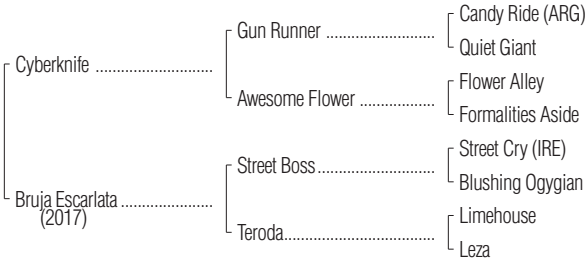 Candy Ride (ARG)
Gun Runner ........................
Quiet Giant
Cyberknife ..........................
Flower Alley
Awesome Flower .................
Formalities Aside
Street Cry (IRE)
Street Boss..........................
Blushing Ogygian
Bruja Escarlata ....................
(2017)
Limehouse
Teroda.................................
Leza